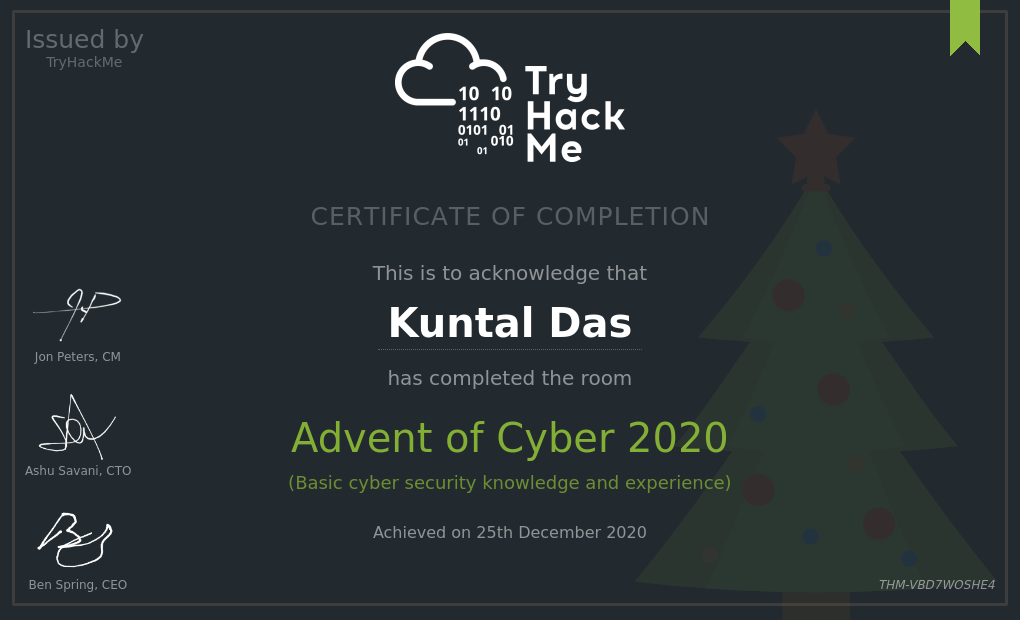 Issued by
TryHackMe
10 10
1110
0101 01
01 010
01
Try
Hack
Me
CERTIFICATE OF COMPLETION
This is to acknowledge that
Kuntal Das
has completed the room
Advent of Cyber 2020
(Basic cyber security knowledge and experience)
Achieved on 25th December 2020
Jon Peters, CM
Ashu Savani, CTO
Ben Spring, CEO
THM-VBD7WOSHE4